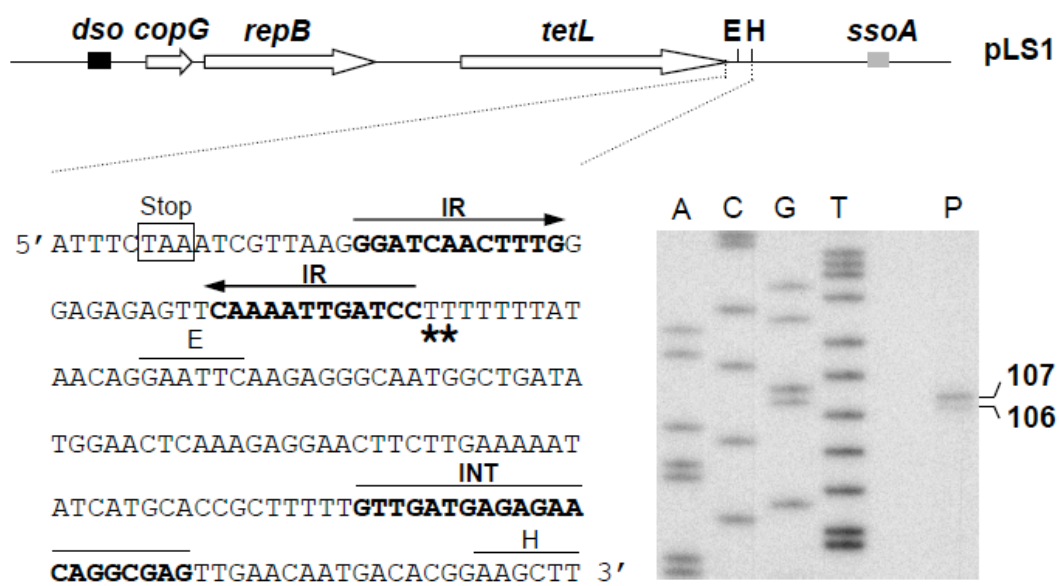 dso copG repB tetL E H ssoA pLS1
Stop IR
5' ATTTCTAAATCGTTAAGGGATCAACTTTGG
IR
GAGAGAGTTCAAAATTGATCCTTTTTTTAT
**
E
AACAGGAATTCAAGAGGGCAATGGCTGATA
TGGAACTCAAAGAGGAACTTCTTGAAAAAT
INT
ATCATGCACCGCTTTTTGTTGATGAGAGAA
H
CAGGCGAGTTGAACAATGACACGGAAGCTT 3'
A C G T P
107
106